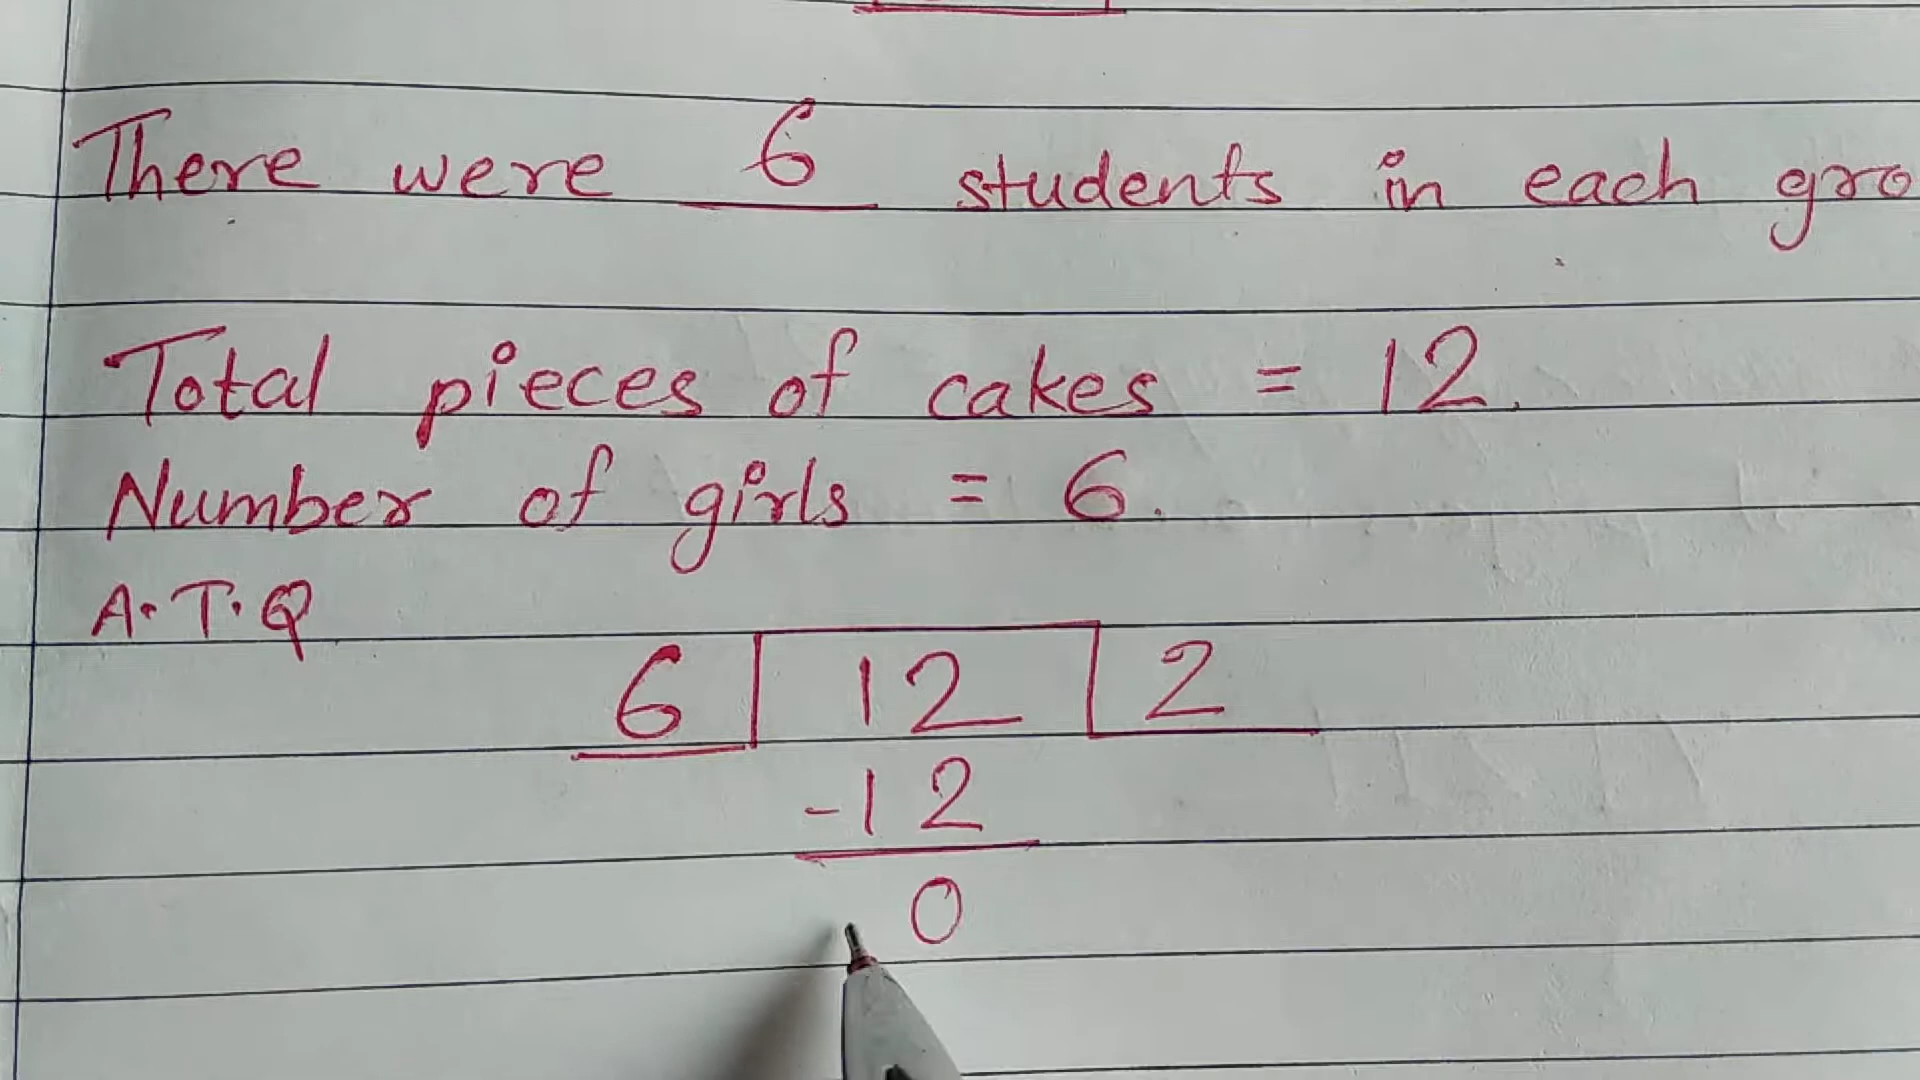 There were 6 students in each gro
Total pieces of cakes = 12.
Number of girls = 6.
A.T.Q
6 12 2
-12
0